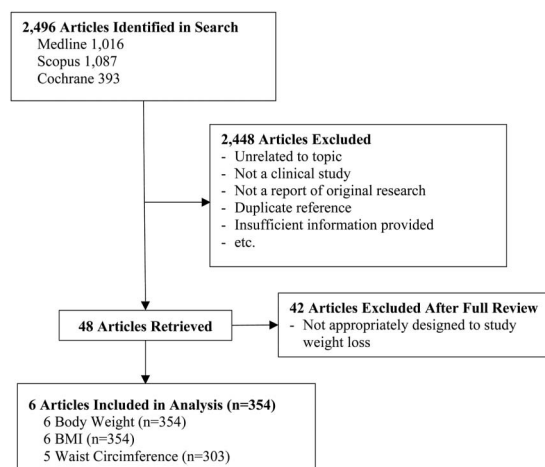 2,496 Articles Identified in Search
Medline 1,016
Scopus 1,087
Cochrane 393
2,448 Articles Excluded
- Unrelated to topic
- Not a clinical study
- Not a report of original research
- Duplicate reference
- Insufficient information provided
- etc.
48 Articles Retrieved
42 Articles Excluded After Full Review
- Not appropriately designed to study
weight loss
6 Articles Included in Analysis (n=354)
6 Body Weight (n=354)
6 BMI (n=354)
5 Waist Circimference (n=303)